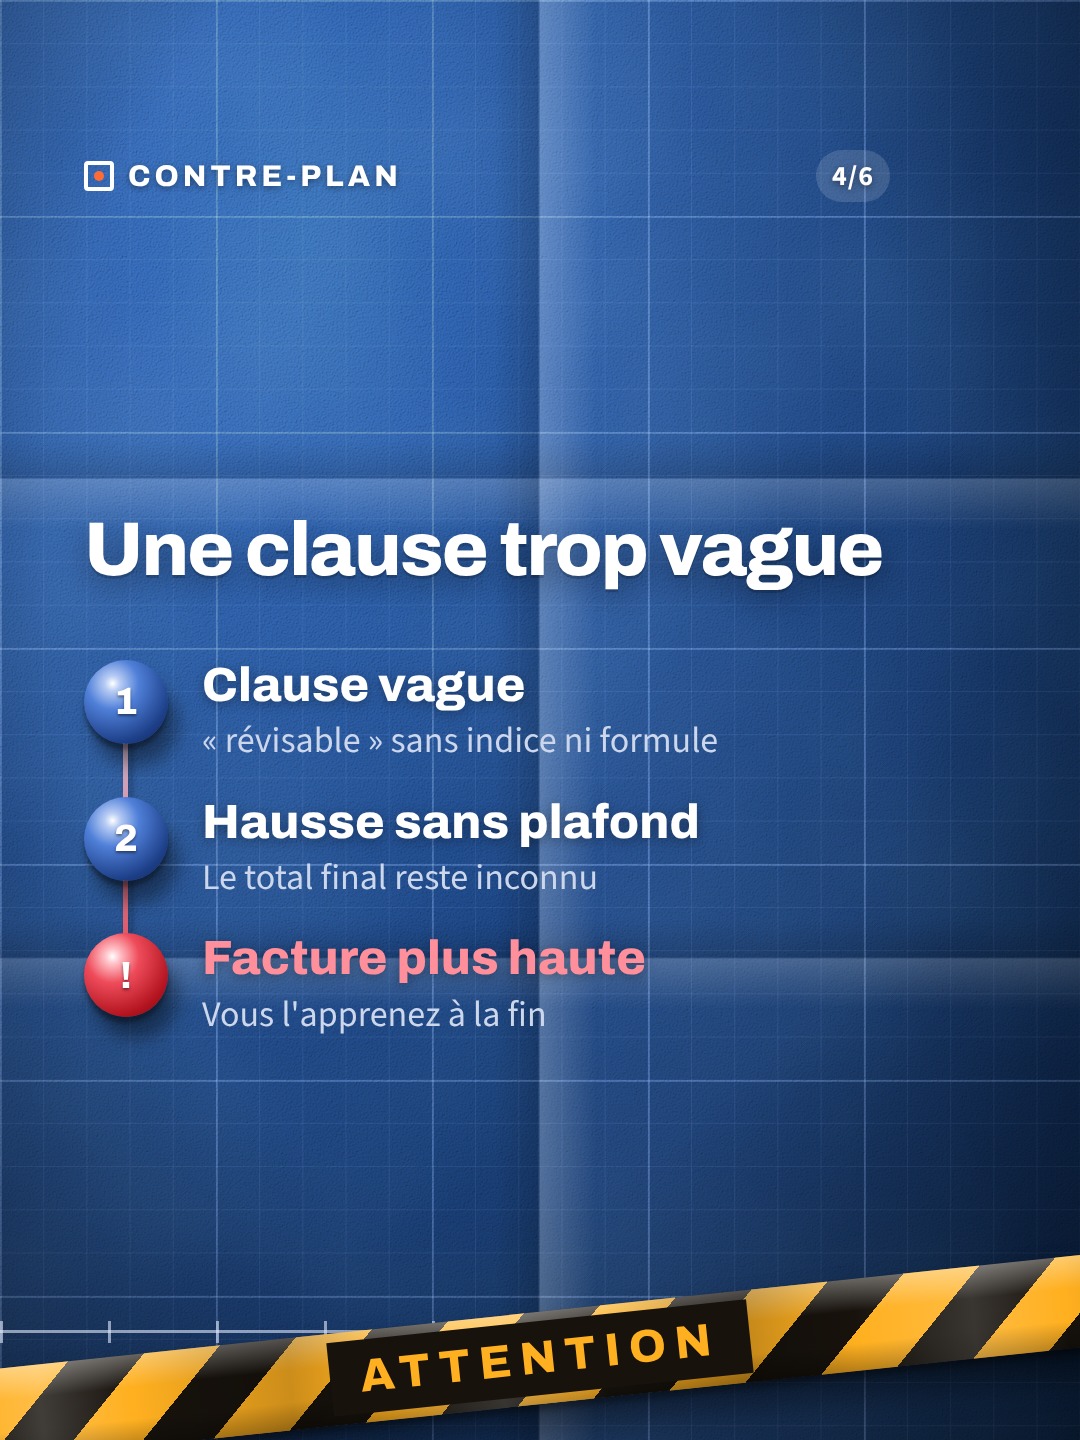 CONTRE-PLAN
4/6
Une clause trop vague
1
Clause vague
« révisable » sans indice ni formule
2
Hausse sans plafond
Le total final reste inconnu
!
Facture plus haute
Vous l'apprenez à la fin
ATTENTION